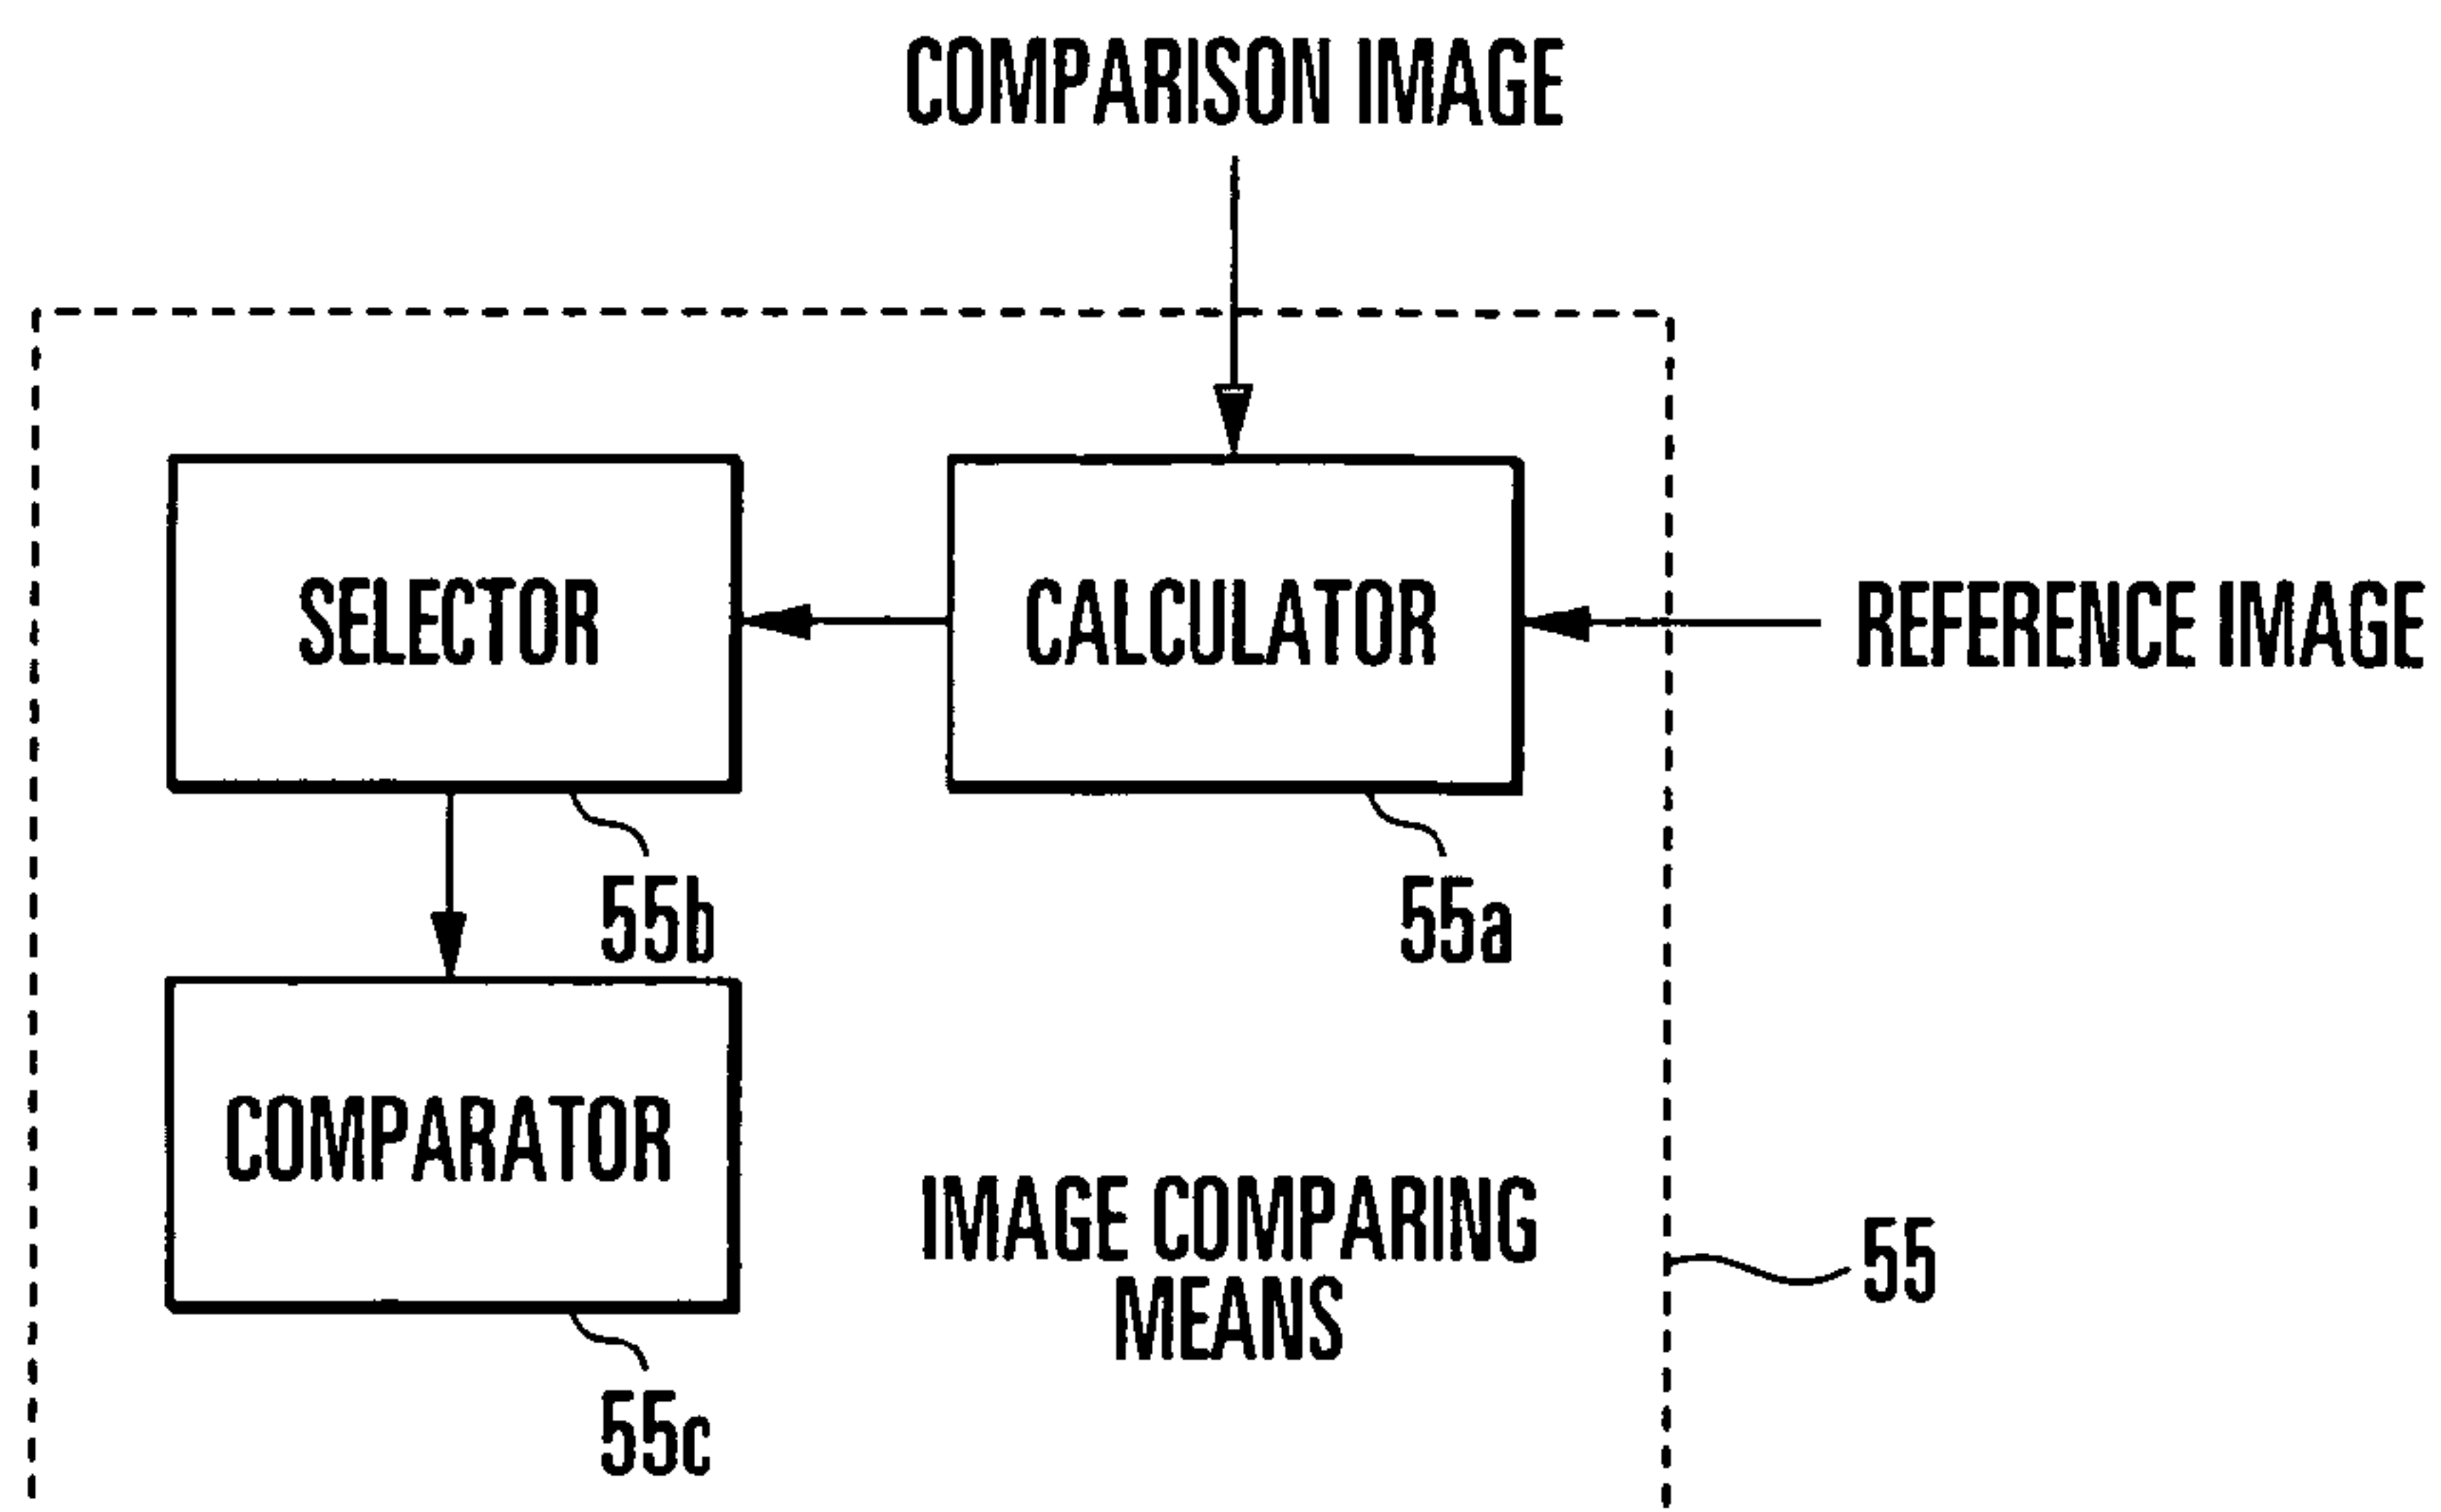 COMPARISON IMAGE
SELECTOR
CALCULATOR
REFERENCE IMAGE
55b
55a
COMPARATOR
IMAGE COMPARING
MEANS
55
55c